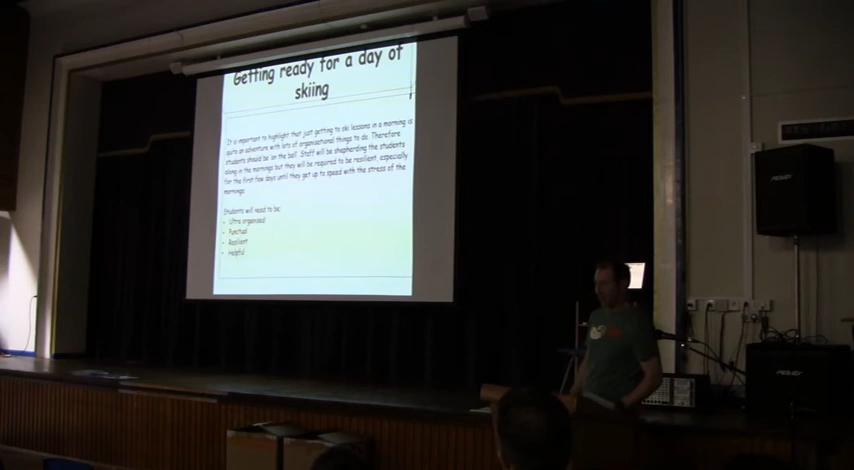 Getting ready for a day of
skiing
It is important to highlight that just getting to ski lessons in a morning is
quite an adventure with lots of organisational things to do. Therefore
students should be 'on the ball'. Staff will be shepherding the students
along in the mornings but they will be required to be resilient, especially
for the first few days until they get up to speed with the stress of the
mornings.
Students will need to be:
• Ultra organised
• Punctual
• Resilient
• Helpful
PEAVEY
PEAVEY